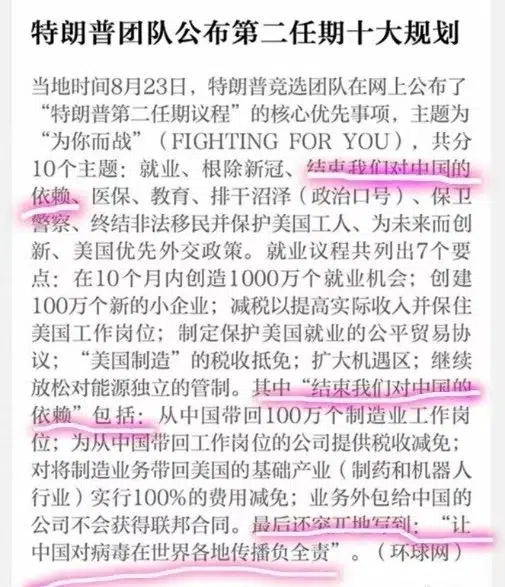 特朗普团队公布第二任期十大规划
当地时间8月23日，特朗普竞选团队在网上公布了
“特朗普第二任期议程”的核心优先事项，主题为
“为你而战”（FIGHTING FOR YOU），共分
10个主题：就业、根除新冠、结束我们对中国的
依赖、医保、教育、排干沼泽（政治口号）、保卫
警察、终结非法移民并保护美国工人、为未来而创
新、美国优先外交政策。就业议程共列出7个要
点：在10个月内创造1000万个就业机会；创建
100万个新的小企业；减税以提高实际收入并保住
美国工作岗位；制定保护美国就业的公平贸易协
议；“美国制造”的税收抵免；扩大机遇区；继续
放松对能源独立的管制。其中“结束我们对中国的
依赖”包括：从中国带回100万个制造业工作岗
位；为从中国带回工作岗位的公司提供税收减免；
对将制造业务带回美国的基础产业（制药和机器人
行业）实行100%的费用减免；业务外包给中国的
公司不会获得联邦合同。最后还突兀地写到：“让
中国对病毒在世界各地传播负全责”。（环球网）